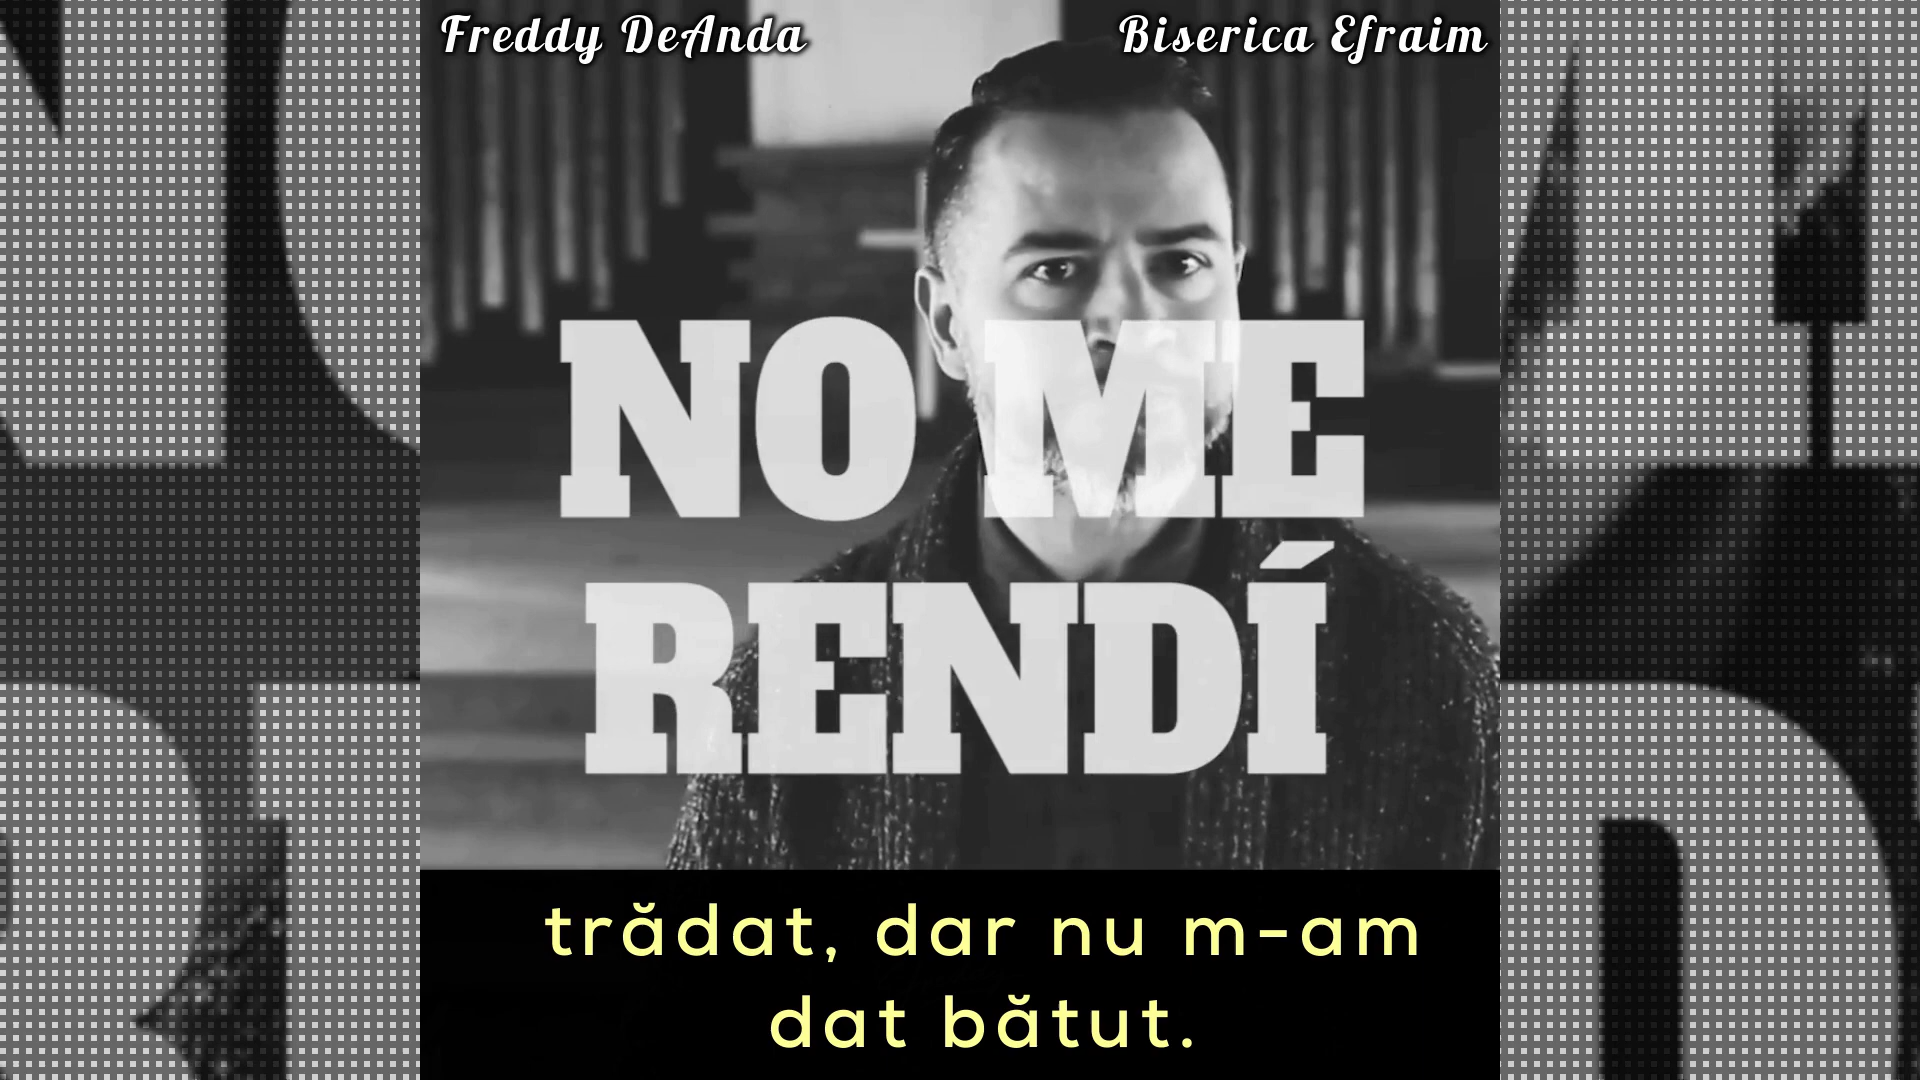 Freddy DeAnda
Biserica Efraim
NO ME
RENDÍ
trădat, dar nu m-am
dat bătut.